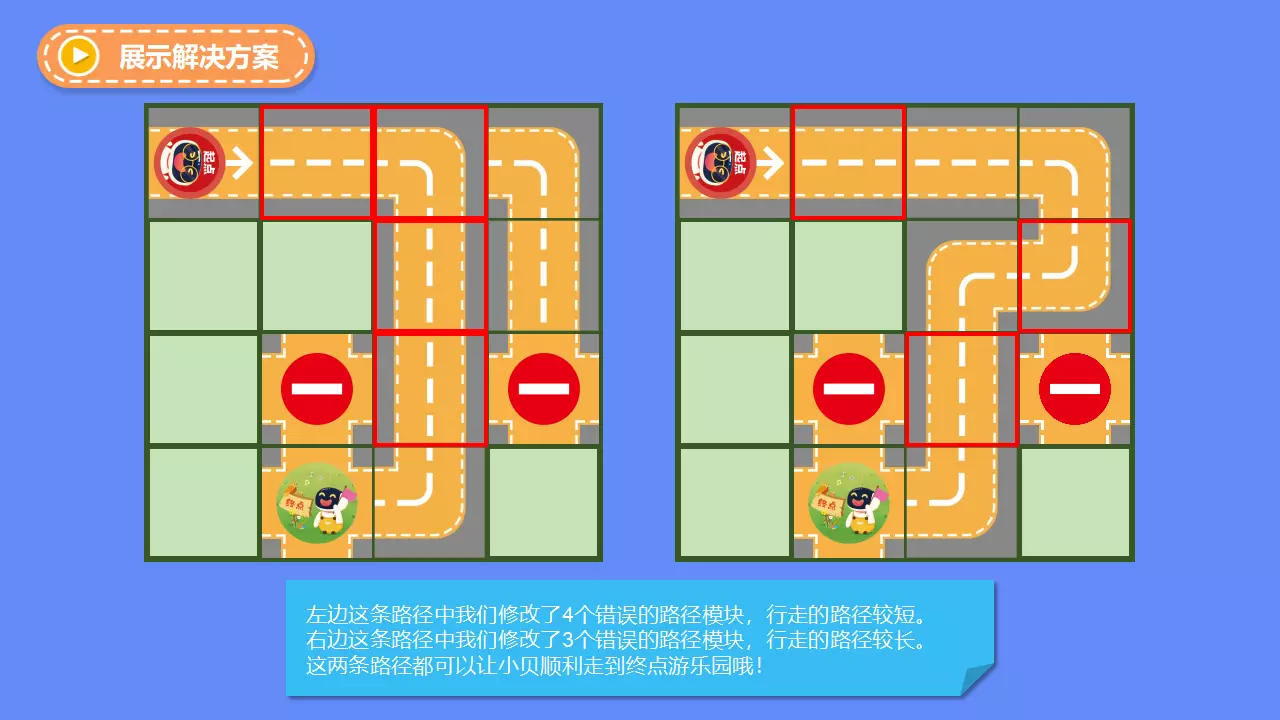 展示解决方案
起点
起点
终点
终点
左边这条路径中我们修改了4个错误的路径模块，行走的路径较短。
右边这条路径中我们修改了3个错误的路径模块，行走的路径较长。
这两条路径都可以让小贝顺利走到终点游乐园哦！